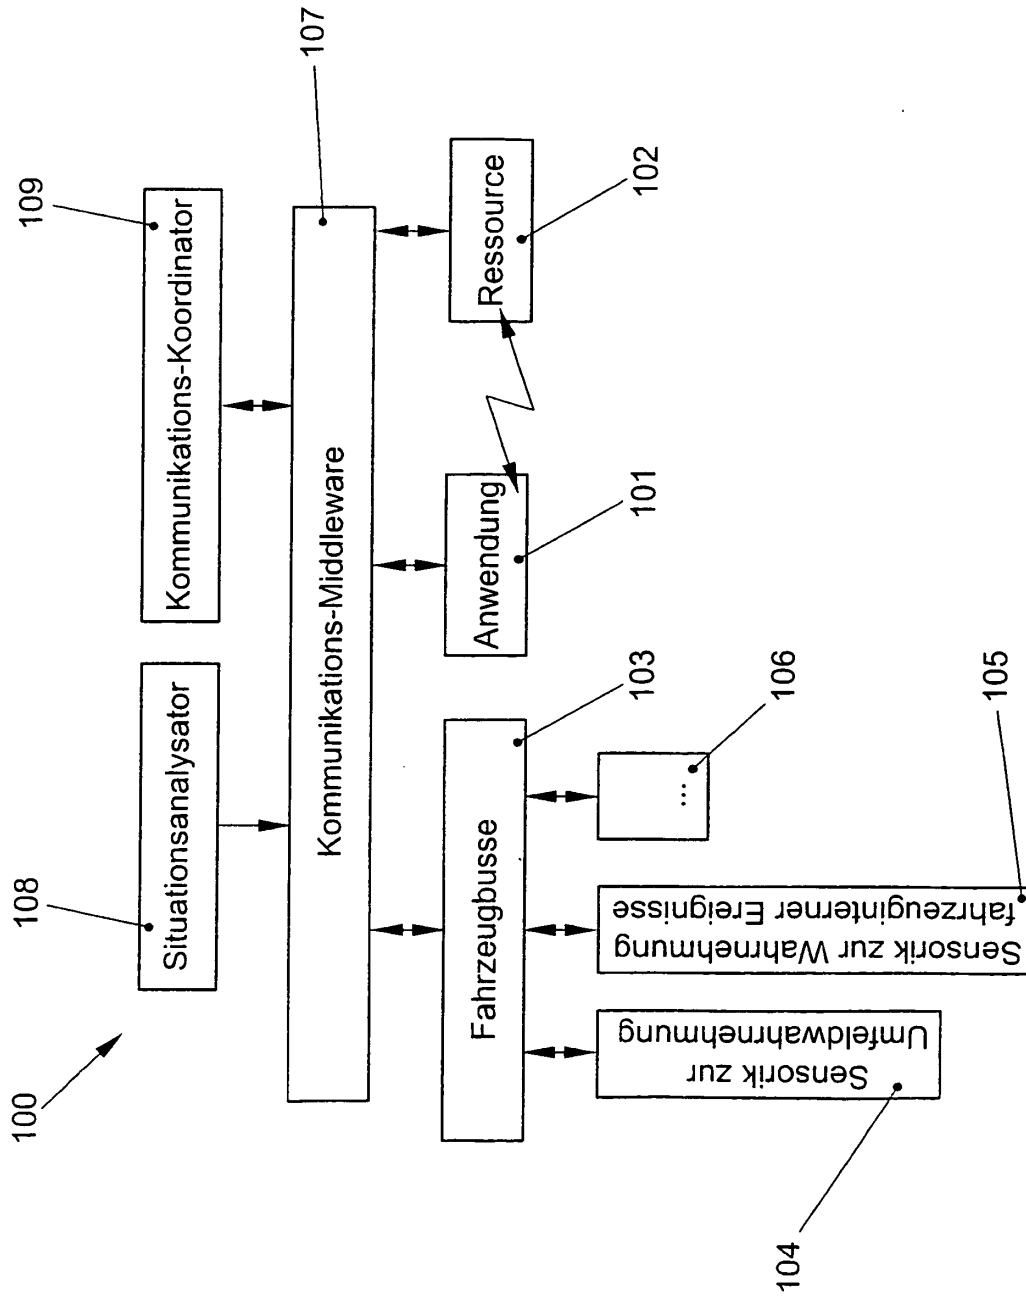 100
108
109
107
Situationsanalysator
Kommunikations-Koordinator
Kommunikations-Middleware
Fahrzeugbusse
Anwendung
Ressource
103
101
102
Sensorik zur
Umfeldwahrnehmung
Sensorik zur Wahrnehmung
fahrzeuginterner Ereignisse
...
104
105
106